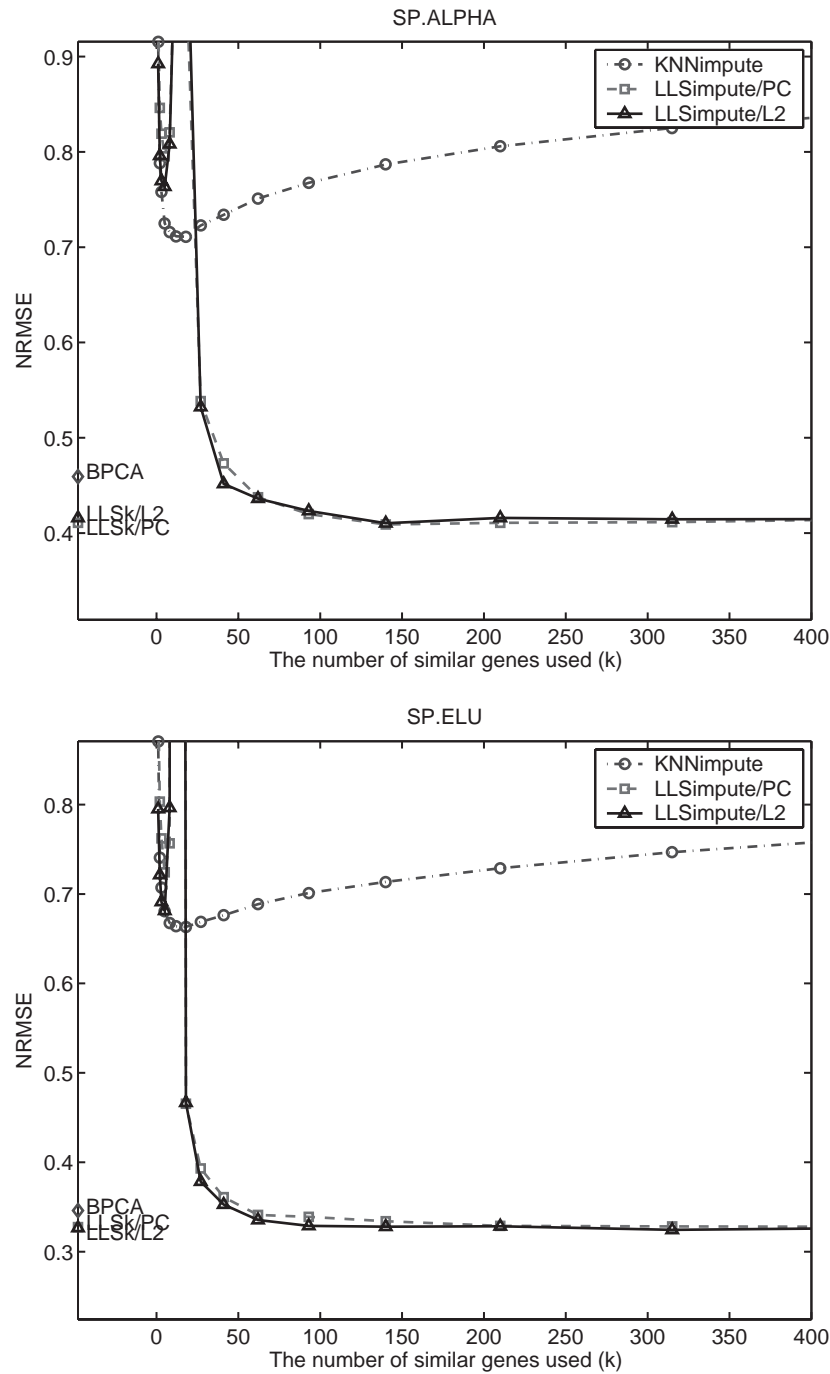 SP.ALPHA
0.9
0.8
0.7
0.6
0.5
0.4
NRMSE
KNNimpute
LLSimpute/PC
LLSimpute/L2
BPCA
LLSk/L2
LLSk/PC
0 50 100 150 200 250 300 350 400
The number of similar genes used (k)
SP.ELU
0.8
0.7
0.6
0.5
0.4
0.3
NRMSE
KNNimpute
LLSimpute/PC
LLSimpute/L2
BPCA
LLSk/PC
LLSk/L2
0 50 100 150 200 250 300 350 400
The number of similar genes used (k)